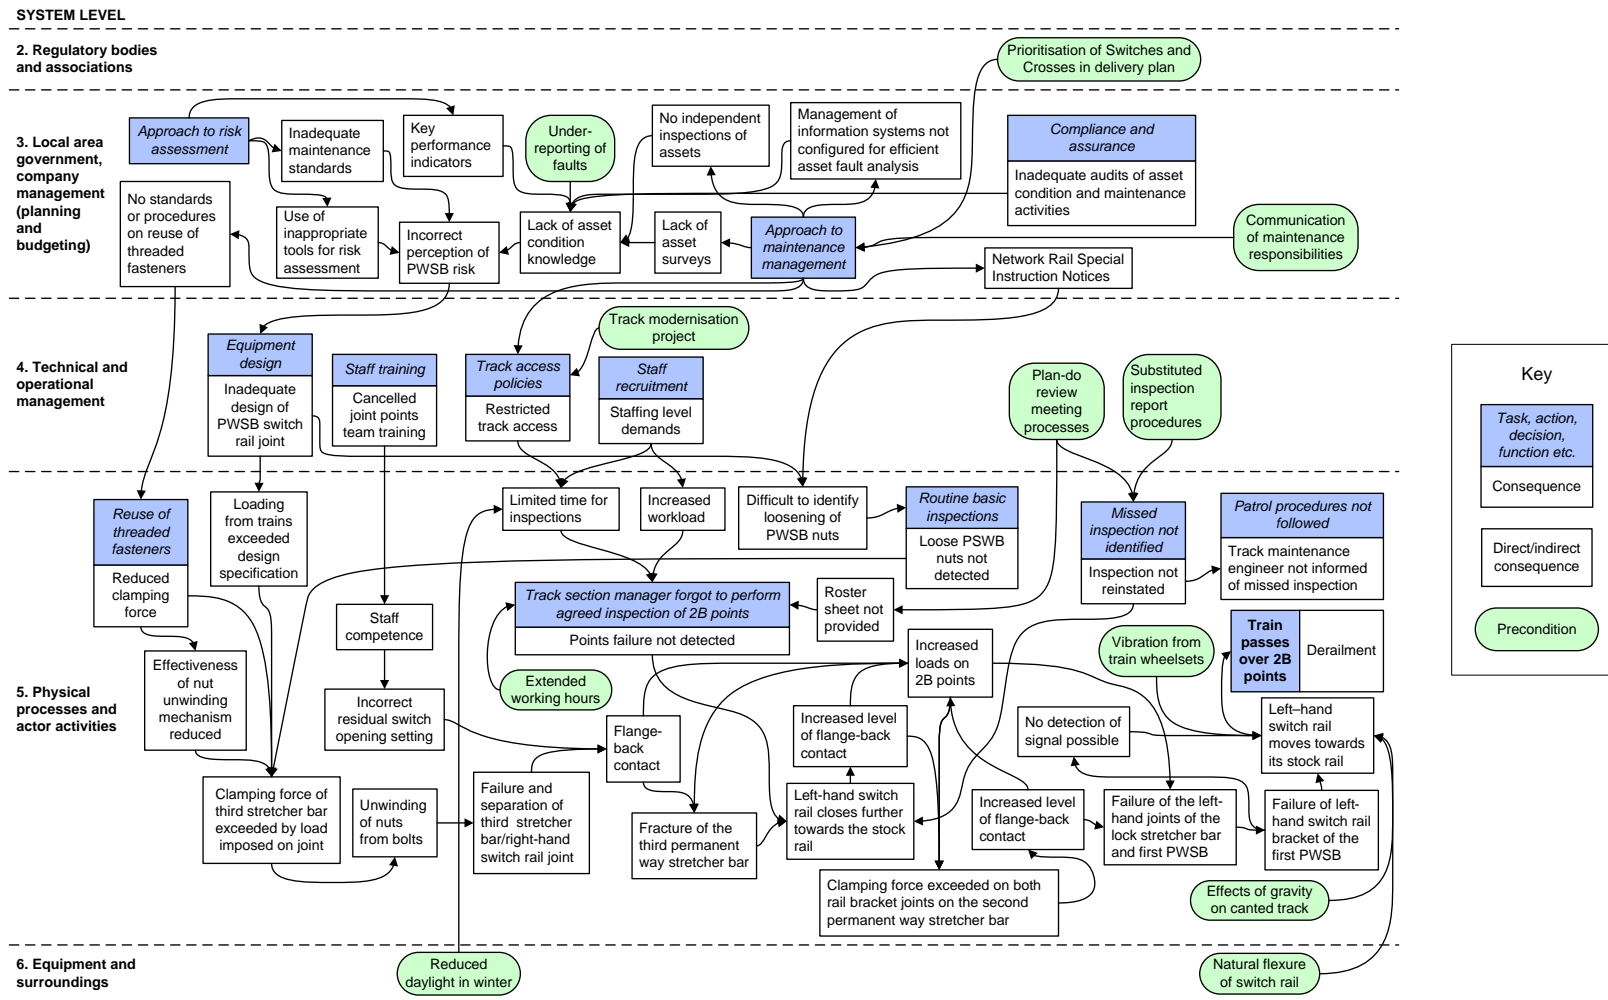 SYSTEM LEVEL
2. Regulatory bodies
and associations
Prioritisation of Switches and
Crosses in delivery plan
3. Local area
government,
company
management
(planning
and
budgeting)
Approach to risk
assessment
Inadequate
maintenance
standards
Key
performance
indicators
Under-
reporting of
faults
No independent
inspections of
assets
Management of
information systems not
configured for efficient
asset fault analysis
Compliance and
assurance
Inadequate audits of asset
condition and maintenance
activities
No standards
or procedures
on reuse of
threaded
fasteners
Use of
inappropriate
tools for risk
assessment
Incorrect
perception of
PWSB risk
Lack of asset
condition
knowledge
Lack of
asset
surveys
Approach to
maintenance
management
Communication
of maintenance
responsibilities
Network Rail Special
Instruction Notices
4. Technical and
operational
management
Equipment
design
Inadequate
design of
PWSB switch
rail joint
Staff training
Cancelled
joint points
team training
Track access
policies
Restricted
track access
Track modernisation
project
Staff
recruitment
Staffing level
demands
Plan-do
review
meeting
processes
Substituted
inspection
report
procedures
Key
Task, action,
decision,
function etc.
Consequence
Direct/indirect
consequence
Precondition
5. Physical
processes and
actor activities
Reuse of
threaded
fasteners
Reduced
clamping
force
Loading
from trains
exceeded
design
specification
Limited time for
inspections
Increased
workload
Difficult to identify
loosening of
PWSB nuts
Routine basic
inspections
Loose PSWB
nuts not
detected
Missed
inspection not
identified
Inspection not
reinstated
Patrol procedures not
followed
Track maintenance
engineer not informed
of missed inspection
Track section manager forgot to perform
agreed inspection of 2B points
Points failure not detected
Roster
sheet not
provided
Staff
competence
Effectiveness
of nut
unwinding
mechanism
reduced
Extended
working hours
Increased
loads on
2B points
Vibration from
train wheelsets
Train
passes
over 2B
points
Derailment
Incorrect
residual switch
opening setting
Flange-
back
contact
Increased level
of flange-back
contact
No detection of
signal possible
Left–hand
switch rail
moves towards
its stock rail
Clamping force of
third stretcher bar
exceeded by load
imposed on joint
Unwinding
of nuts
from bolts
Failure and
separation of
third stretcher
bar/right-hand
switch rail joint
Fracture of the
third permanent
way stretcher bar
Left-hand switch
rail closes further
towards the stock
rail
Increased level
of flange-back
contact
Failure of the left-
hand joints of the
lock stretcher bar
and first PWSB
Failure of left-
hand switch rail
bracket of the
first PWSB
Clamping force exceeded on both
rail bracket joints on the second
permanent way stretcher bar
Effects of gravity
on canted track
6. Equipment and
surroundings
Reduced
daylight in winter
Natural flexure
of switch rail